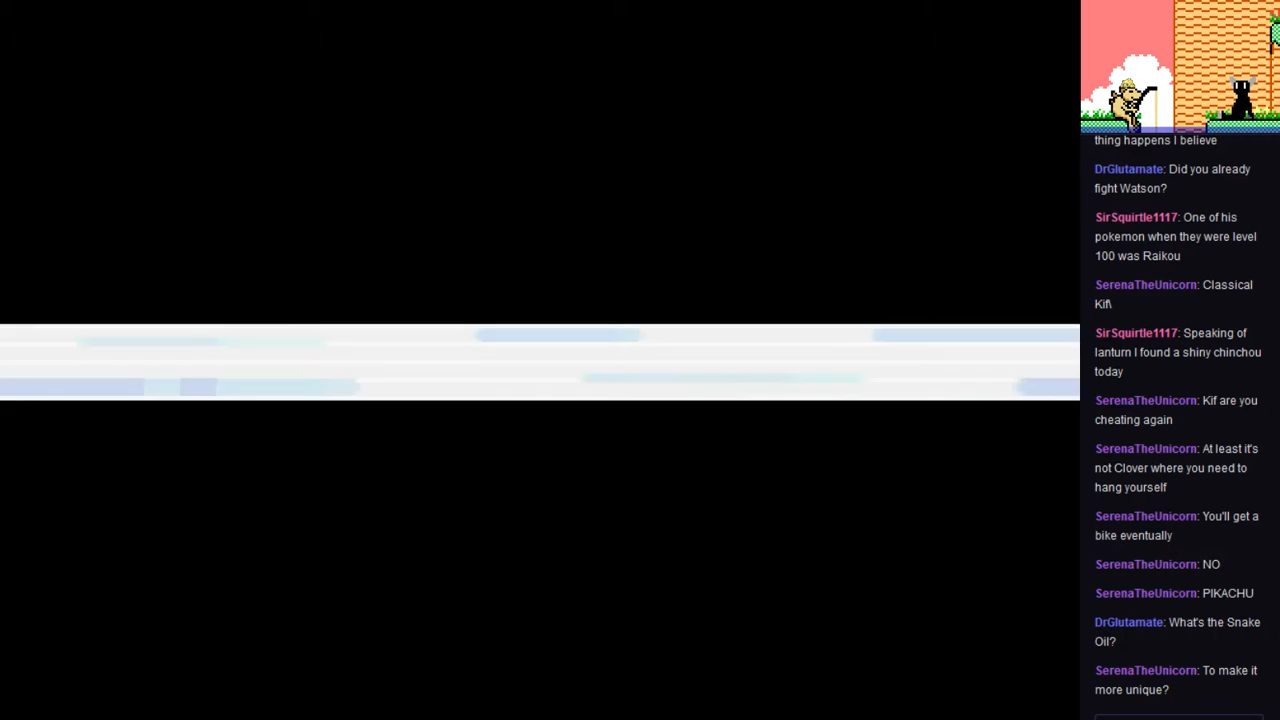 thing happens I believe
DrGlutamate: Did you already
fight Watson?
SirSquirtle1117: One of his
pokemon when they were level
100 was Raikou
SerenaTheUnicorn: Classical
Kif\
SirSquirtle1117: Speaking of
lanturn I found a shiny chinchou
today
SerenaTheUnicorn: Kif are you
cheating again
SerenaTheUnicorn: At least it's
not Clover where you need to
hang yourself
SerenaTheUnicorn: You'll get a
bike eventually
SerenaTheUnicorn: NO
SerenaTheUnicorn: PIKACHU
DrGlutamate: What's the Snake
Oil?
SerenaTheUnicorn: To make it
more unique?